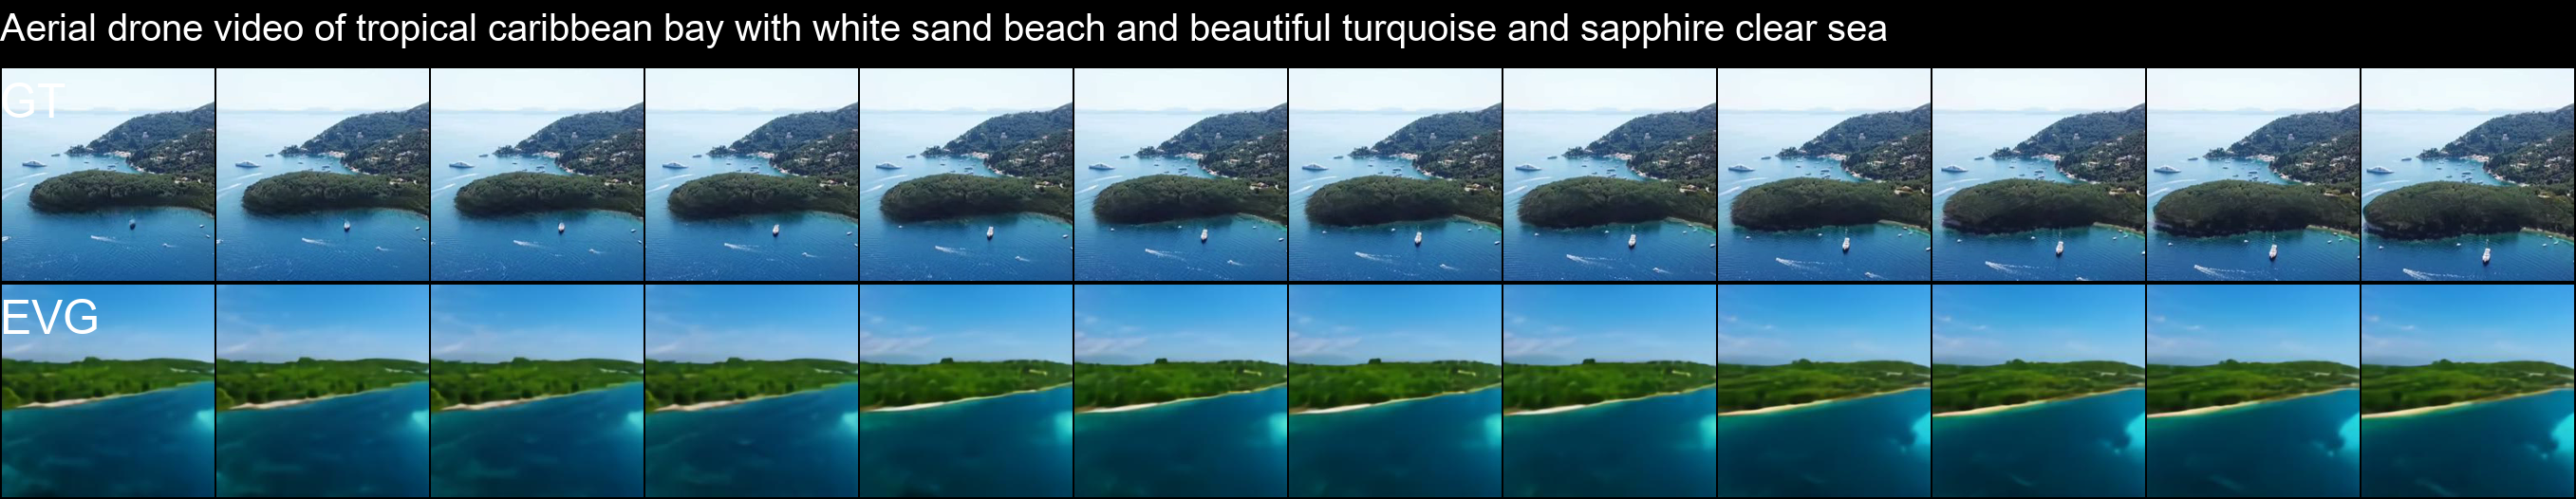 Aerial drone video of tropical caribbean bay with white sand beach and beautiful turquoise and sapphire clear sea
GT
EVG